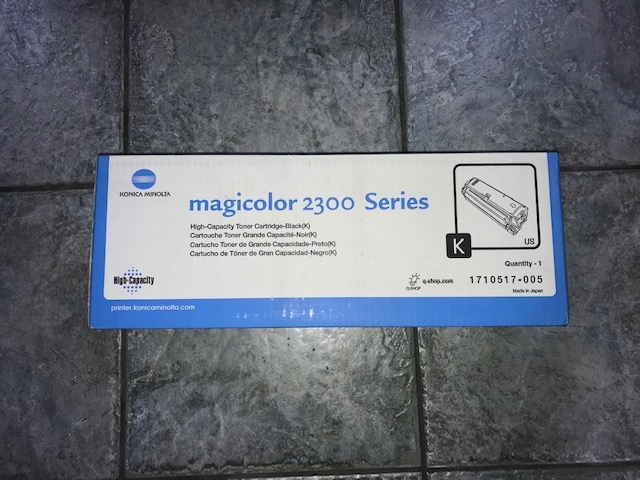 KONICA MINOLTA
magicolor 2300 Series
High-Capacity Toner Cartridge-Black(K)
Cartouche Toner Grande Capacité-Noir(K)
Cartucho Toner de Grande Capacidade-Preto(K)
Cartucho de Tóner de Gran Capacidad-Negro(K)
K
US
Quantity - 1
High-Capacity
Q-SHOP
q-shop.com
1710517-005
Made in Japan
printer.konicaminolta.com